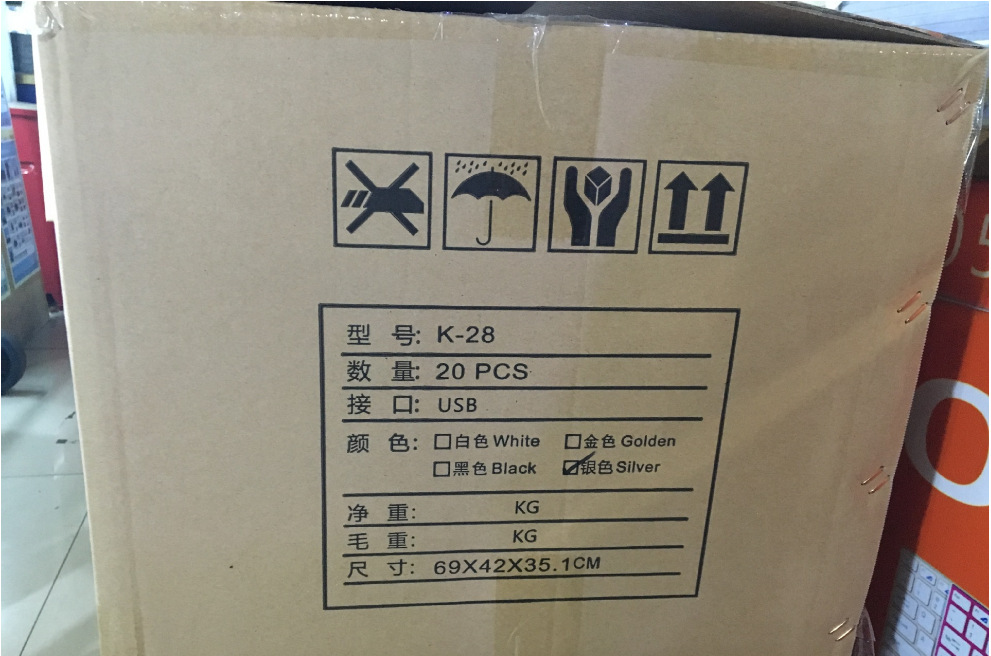 型 号: K-28
数 量: 20 PCS
接 口: USB
颜 色: □白色 White □金色 Golden
□黑色 Black ☑银色 Silver
净 重: KG
毛 重: KG
尺 寸: 69X42X35.1CM
05
O